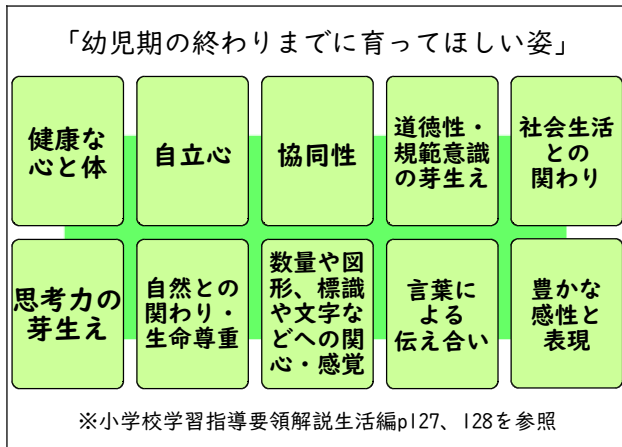 「幼児期の終わりまでに育ってほしい姿」
健康な
心と体
自立心
協同性
道徳性・
規範意識
の芽生え
社会生活
との
関わり
思考力の
芽生え
自然との
関わり・
生命尊重
数量や図
形、標識
や文字な
どへの関
心・感覚
言葉に
よる
伝え合い
豊かな
感性と
表現
※小学校学習指導要領解説生活編p127、128を参照